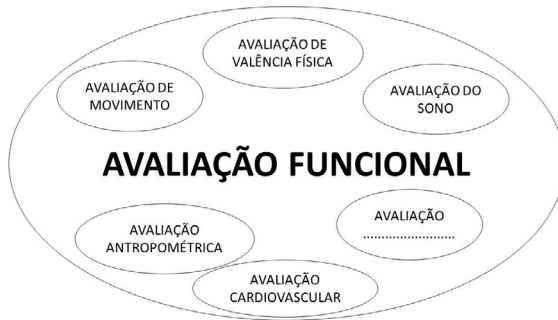 AVALIAÇÃO DE
VALÊNCIA FÍSICA
AVALIAÇÃO DE
MOVIMENTO
AVALIAÇÃO DO
SONO
AVALIAÇÃO FUNCIONAL
AVALIAÇÃO
ANTROPOMÉTRICA
AVALIAÇÃO
.........................
AVALIAÇÃO
CARDIOVASCULAR